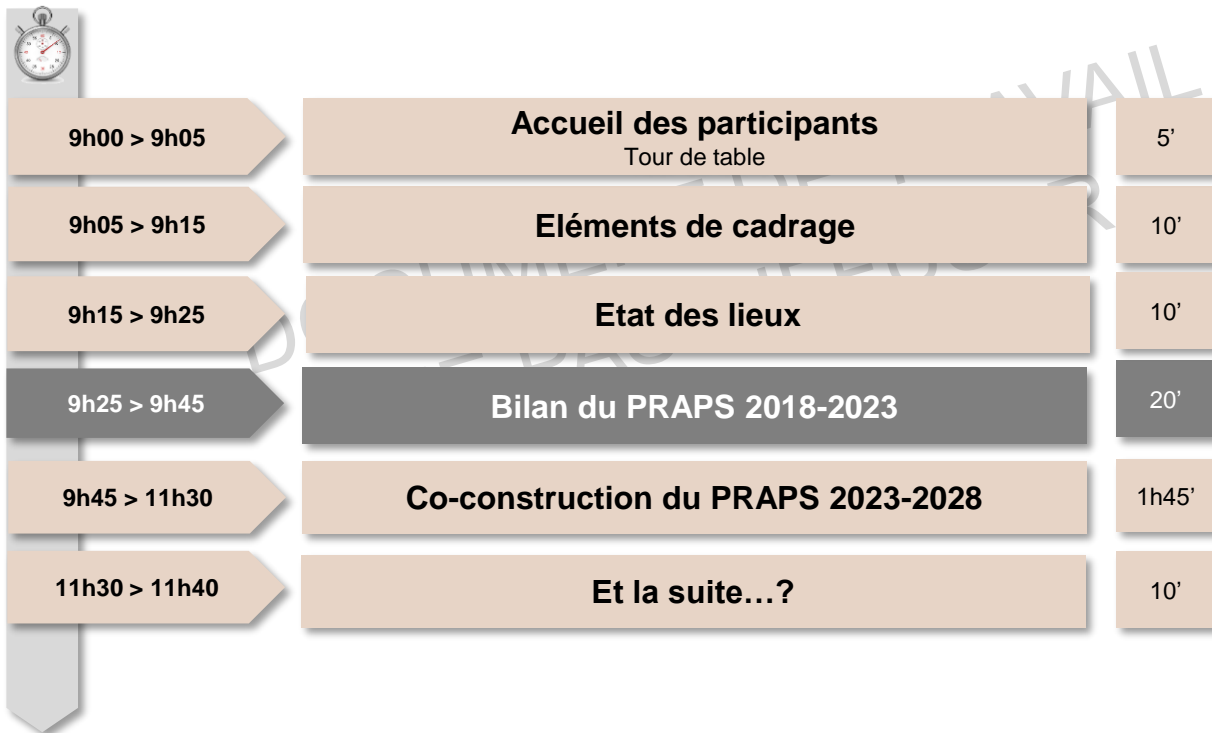 9h00 > 9h05
Accueil des participants
Tour de table
5’
9h05 > 9h15
Eléments de cadrage
10’
9h15 > 9h25
Etat des lieux
10’
9h25 > 9h45
Bilan du PRAPS 2018-2023
20’
9h45 > 11h30
Co-construction du PRAPS 2023-2028
1h45’
11h30 > 11h40
Et la suite…?
10’